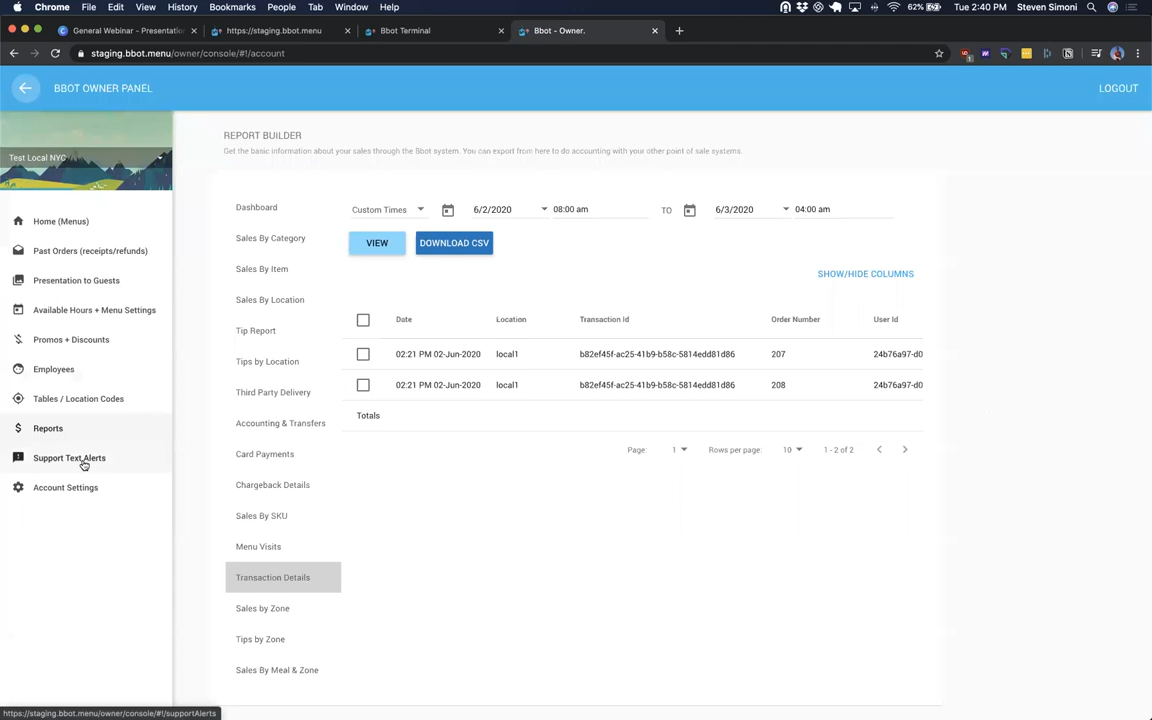 Chrome File Edit View History Bookmarks People Tab Window Help 62% Tue 2:40 PM Steven Simoni
General Webinar - Presentation × https://staging.bbot.menu × Bbot Terminal × Bbot - Owner. × +
staging.bbot.menu/owner/console/#!/account
BBOT OWNER PANEL LOGOUT
Test Local NYC
Home (Menus)
Past Orders (receipts/refunds)
Presentation to Guests
Available Hours + Menu Settings
Promos + Discounts
Employees
Tables / Location Codes
Reports
Support Text Alerts
Account Settings
REPORT BUILDER
Get the basic information about your sales through the Bbot system. You can export from here to do accounting with your other point of sale systems.
Dashboard
Sales By Category
Sales By Item
Sales By Location
Tip Report
Tips by Location
Third Party Delivery
Accounting & Transfers
Card Payments
Chargeback Details
Sales By SKU
Menu Visits
Transaction Details
Sales by Zone
Tips by Zone
Sales By Meal & Zone
Custom Times 6/2/2020 08:00 am TO 6/3/2020 04:00 am
VIEW DOWNLOAD CSV
SHOW/HIDE COLUMNS
Date Location Transaction Id Order Number User Id
02:21 PM 02-Jun-2020 local1 b82ef45f-ac25-41b9-b58c-5814edd81d86 207 24b76a97-d0
02:21 PM 02-Jun-2020 local1 b82ef45f-ac25-41b9-b58c-5814edd81d86 208 24b76a97-d0
Totals
Page: 1 Rows per page: 10 1 - 2 of 2
https://staging.bbot.menu/owner/console/#!/supportAlerts